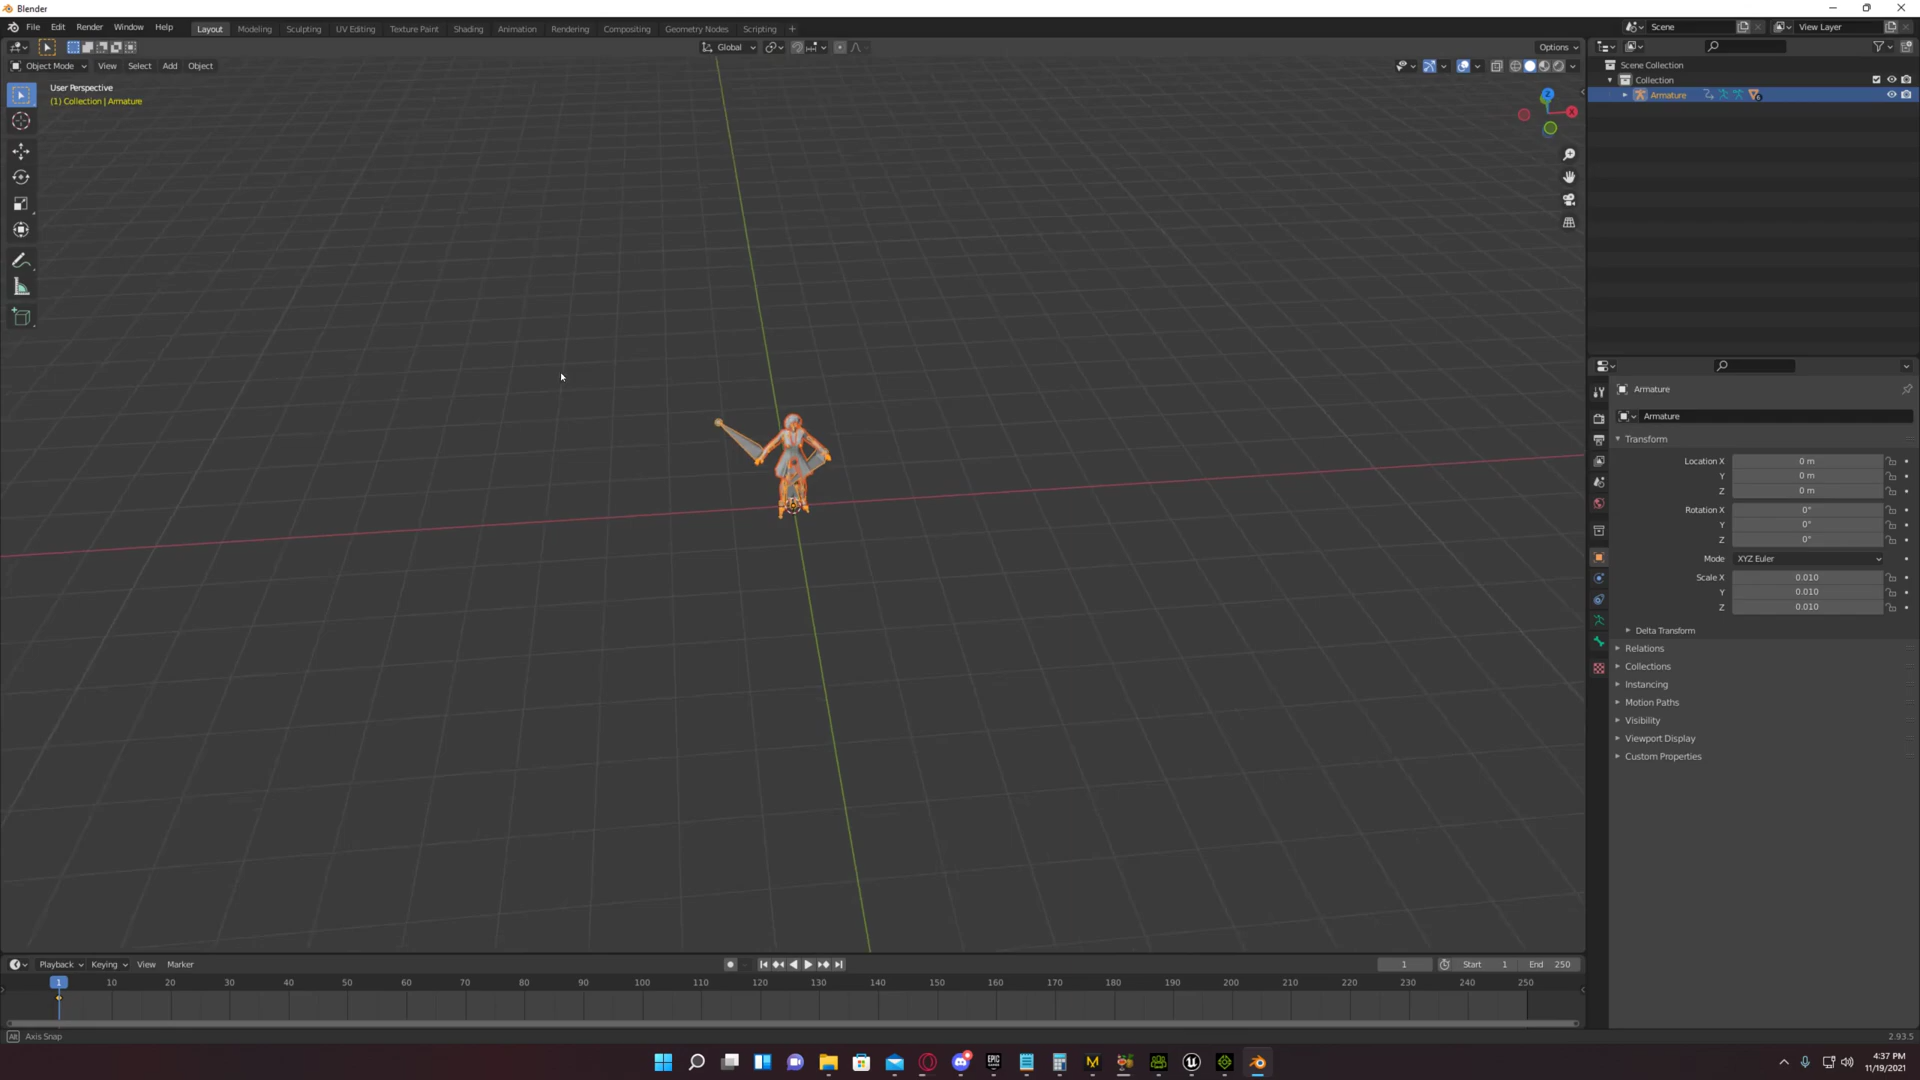 Blender
File Edit Render Window Help Layout Modeling Sculpting UV Editing Texture Paint Shading Animation Rendering Compositing Geometry Nodes Scripting + Scene View Layer
Global Options
Object Mode View Select Add Object
User Perspective
(1) Collection | Armature
Z
X
Scene Collection
Collection
Armature
Armature
Armature
Transform
Location X 0 m
Y 0 m
Z 0 m
Rotation X 0°
Y 0°
Z 0°
Mode XYZ Euler
Scale X 0.010
Y 0.010
Z 0.010
Delta Transform
Relations
Collections
Instancing
Motion Paths
Visibility
Viewport Display
Custom Properties
Playback Keying View Marker 1 Start 1 End 250
1 10 20 30 40 50 60 70 80 90 100 110 120 130 140 150 160 170 180 190 200 210 220 230 240 250
Alt Axis Snap 2.93.5
EPIC
4:37 PM
11/19/2021